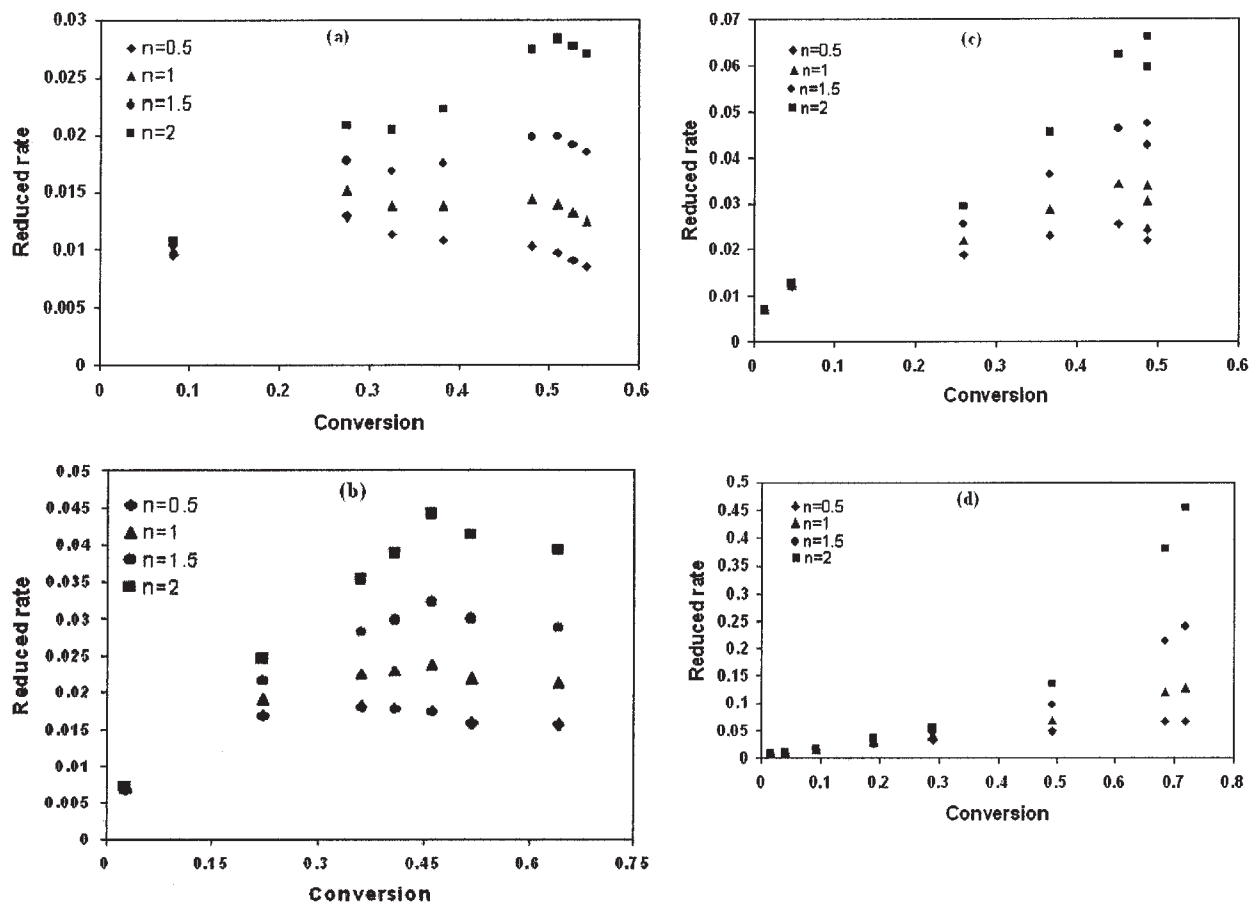 (a)
n=0.5
n=1
n=1.5
n=2
Reduced rate
0.03
0.025
0.02
0.015
0.01
0.005
0
0 0.1 0.2 0.3 0.4 0.5 0.6
Conversion
(c)
n=0.5
n=1
n=1.5
n=2
Reduced rate
0.07
0.06
0.05
0.04
0.03
0.02
0.01
0
0 0.1 0.2 0.3 0.4 0.5 0.6
Conversion
(b)
n=0.5
n=1
n=1.5
n=2
Reduced rate
0.05
0.045
0.04
0.035
0.03
0.025
0.02
0.015
0.01
0.005
0
0 0.15 0.3 0.45 0.6 0.75
Conversion
(d)
n=0.5
n=1
n=1.5
n=2
Reduced rate
0.5
0.45
0.4
0.35
0.3
0.25
0.2
0.15
0.1
0.05
0
0 0.1 0.2 0.3 0.4 0.5 0.6 0.7 0.8
Conversion